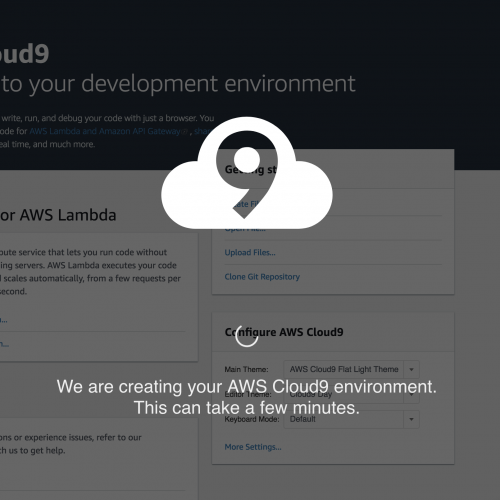 oud9
to your development environment
write, run, and debug your code with just a browser. You
ode for AWS Lambda and Amazon API Gateway
eal time, and much more.
9
Getting st
ate Fi
Open File...
Upload Files...
Clone Git Repository
or AWS Lambda
pute service that lets you run code without
ing servers. AWS Lambda executes your code
d scales automatically, from a few requests per
second.
Configure AWS Cloud9
Main Theme: AWS Cloud9 Flat Light Theme
Editor Theme: Cloud9 Day
Keyboard Mode: Default
More Settings...
We are creating your AWS Cloud9 environment.
This can take a few minutes.
ons or experience issues, refer to our
h us to get help.